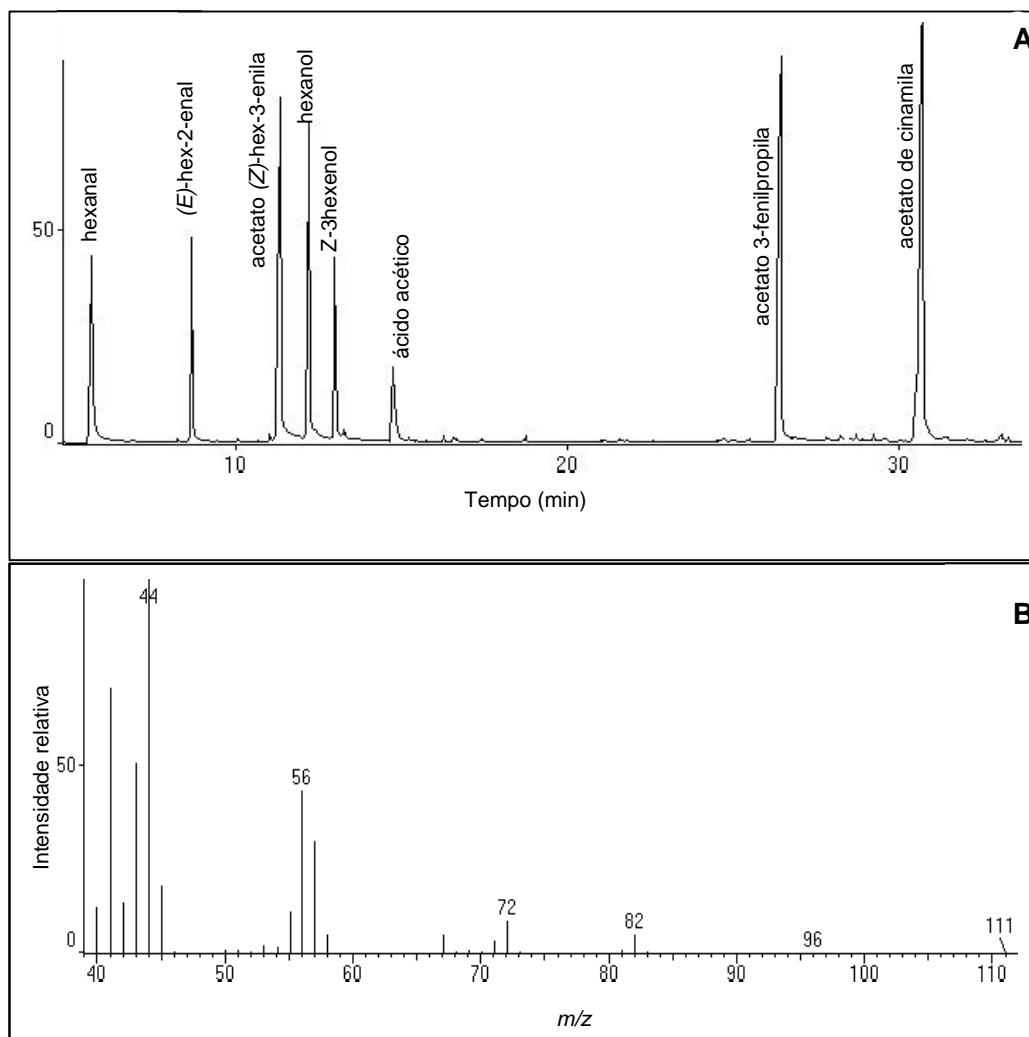 A
hexanal
(E)-hex-2-enal
acetato (Z)-hex-3-enila
hexanol
Z-3hexenol
ácido acético
acetato 3-fenilpropila
acetato de cinamila
50
0
10
20
30
Tempo (min)
B
Intensidade relativa
44
50
56
72
82
96
111
0
40
50
60
70
80
90
100
110
m/z